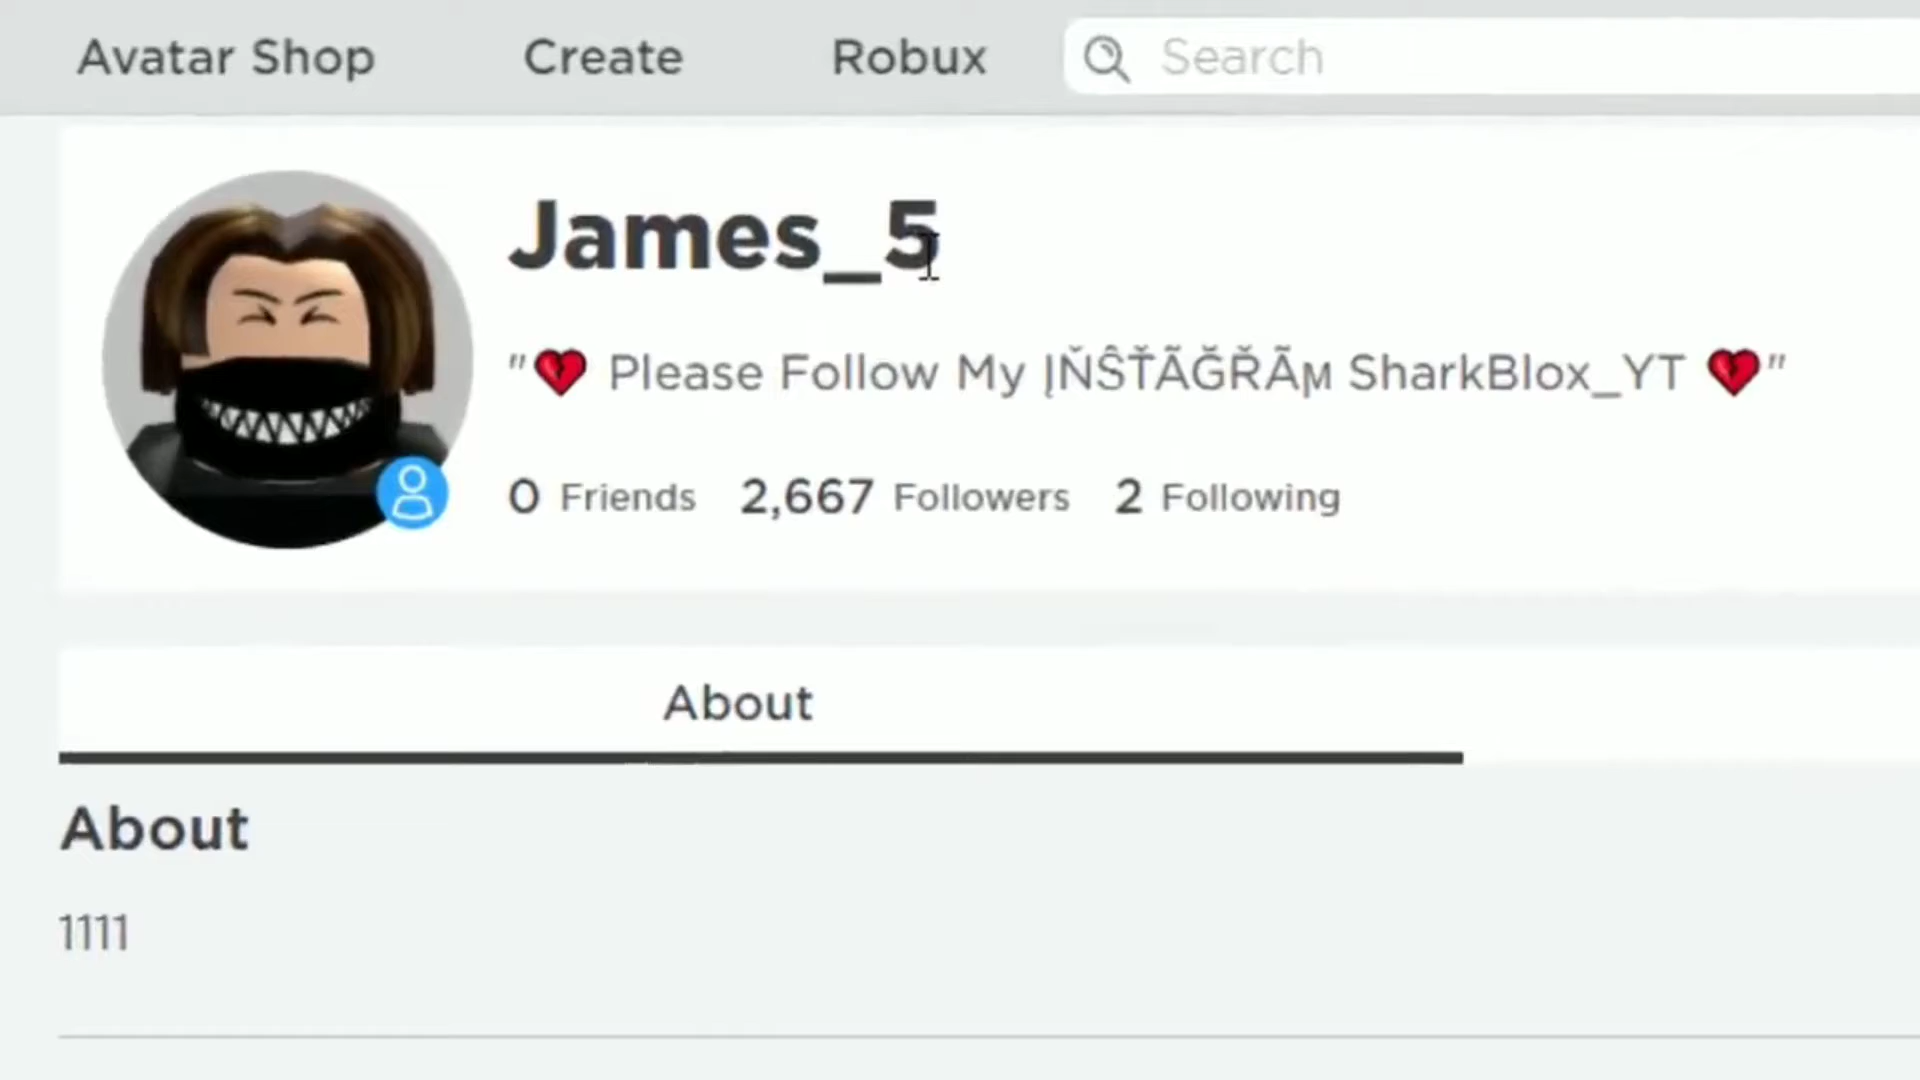 Avatar Shop Create Robux Search
James_5
"💔 Please Follow My ĮŇŜŤÃĞŘÃϻ SharkBlox_YT 💔"
0 Friends 2,667 Followers 2 Following
About
About
1111